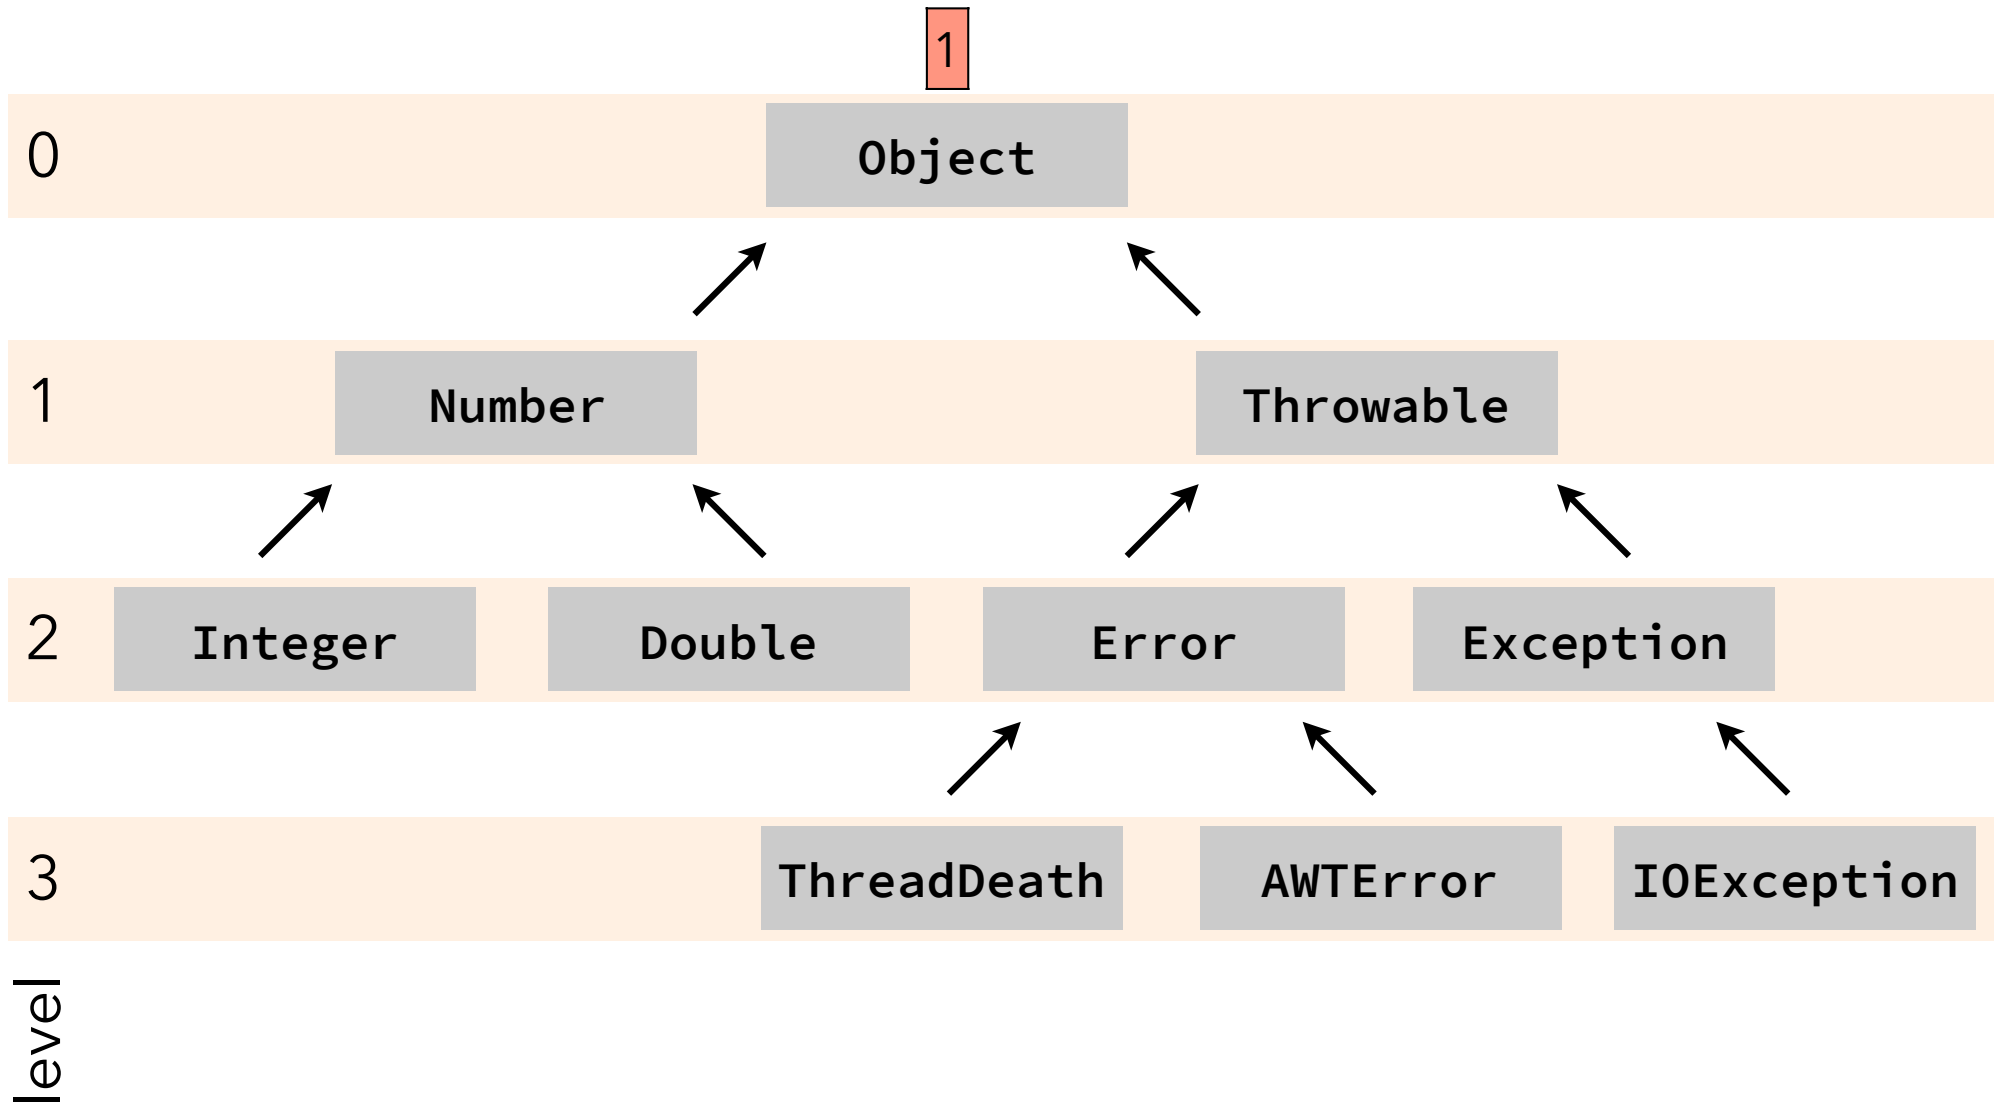 1
0 Object
1 Number Throwable
2 Integer Double Error Exception
3 ThreadDeath AWTError IOException
level